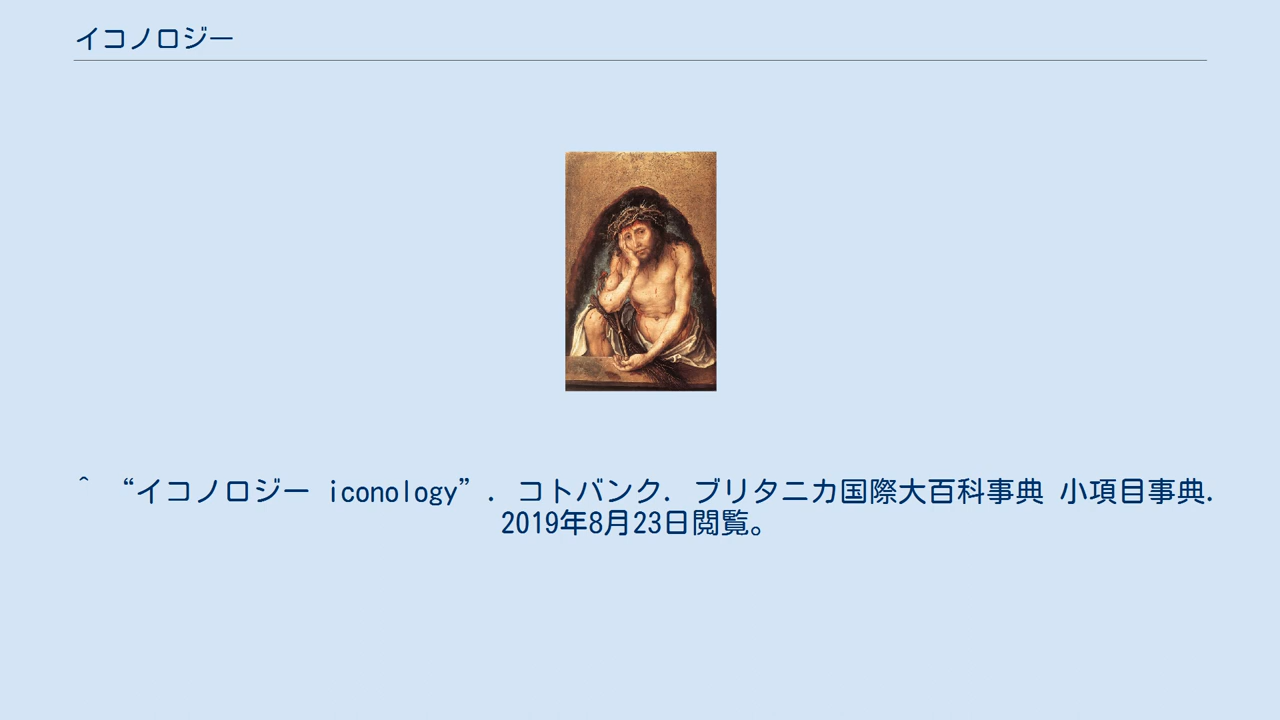 イコノロジー
^ “イコノロジー iconology”. コトバンク. ブリタニカ国際大百科事典 小項目事典.
2019年8月23日閲覧。